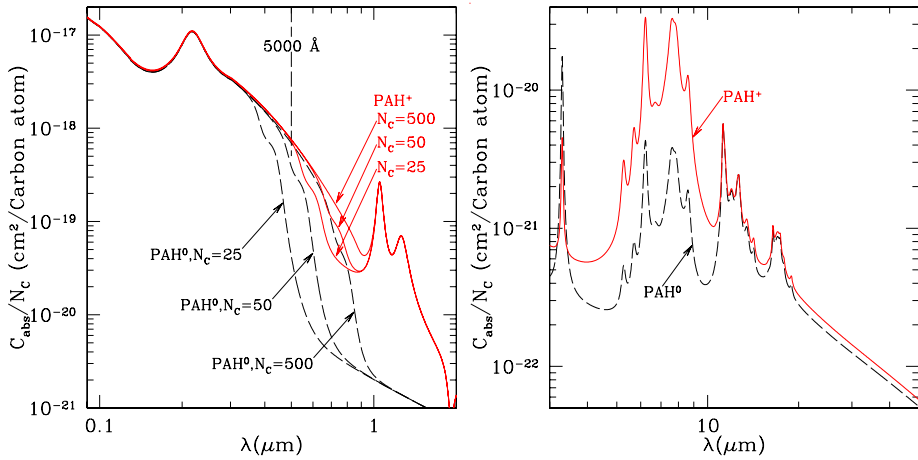 10⁻¹⁷
10⁻¹⁸
10⁻¹⁹
10⁻²⁰
10⁻²¹
C_abs/N_C (cm²/Carbon atom)
5000 Å
PAH⁺
N_C=500
N_C=50
N_C=25
PAH⁰,N_C=25
PAH⁰,N_C=50
PAH⁰,N_C=500
0.1
1
λ(μm)
10⁻²⁰
10⁻²¹
10⁻²²
C_abs/N_C (cm²/Carbon atom)
PAH⁺
PAH⁰
10
λ(μm)